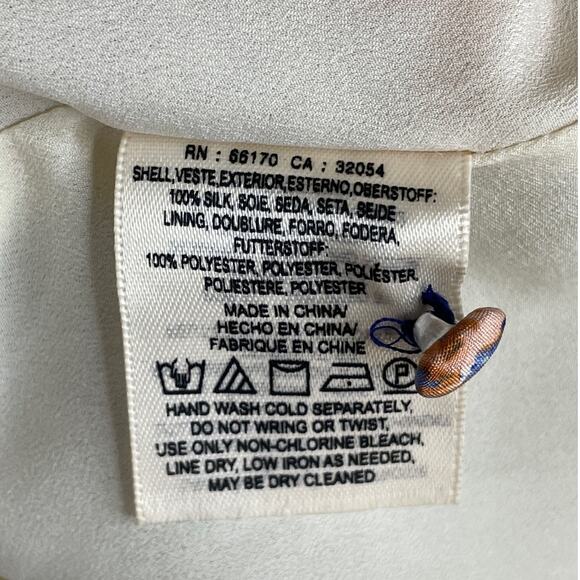 RN : 66170 CA : 32054
SHELL,VESTE,EXTERIOR,ESTERNO,OBERSTOFF:
100% SILK, SOIE, SEDA, SETA, SEIDE
LINING, DOUBLURE, FORRO, FODERA,
FUTTERSTOFF:
100% POLYESTER, POLYESTER, POLIÉSTER,
POLIESTERE, POLYESTER
MADE IN CHINA/
HECHO EN CHINA/
FABRIQUE EN CHINE
P
HAND WASH COLD SEPARATELY,
DO NOT WRING OR TWIST,
USE ONLY NON-CHLORINE BLEACH,
LINE DRY, LOW IRON AS NEEDED,
MAY BE DRY CLEANED